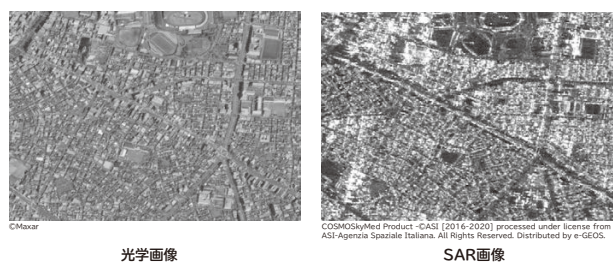 ©Maxar
COSMOSkyMed Product -©ASI [2016-2020] processed under license from
ASI-Agenzia Spaziale Italiana. All Rights Reserved. Distributed by e-GEOS.
光学画像
SAR画像